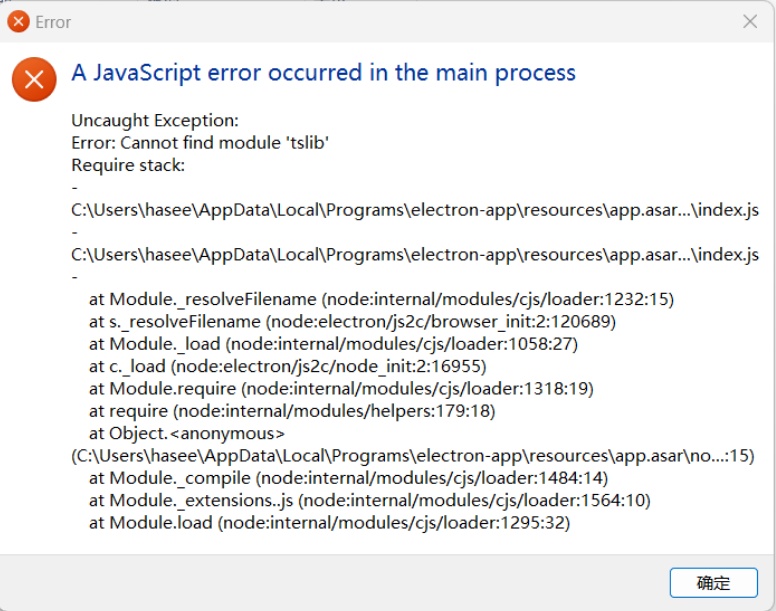 Error
A JavaScript error occurred in the main process
Uncaught Exception:
Error: Cannot find module 'tslib'
Require stack:
-
C:\Users\hasee\AppData\Local\Programs\electron-app\resources\app.asar...\index.js
-
C:\Users\hasee\AppData\Local\Programs\electron-app\resources\app.asar...\index.js
-
at Module._resolveFilename (node:internal/modules/cjs/loader:1232:15)
at s._resolveFilename (node:electron/js2c/browser_init:2:120689)
at Module._load (node:internal/modules/cjs/loader:1058:27)
at c._load (node:electron/js2c/node_init:2:16955)
at Module.require (node:internal/modules/cjs/loader:1318:19)
at require (node:internal/modules/helpers:179:18)
at Object.<anonymous>
(C:\Users\hasee\AppData\Local\Programs\electron-app\resources\app.asar\no...:15)
at Module._compile (node:internal/modules/cjs/loader:1484:14)
at Module._extensions..js (node:internal/modules/cjs/loader:1564:10)
at Module.load (node:internal/modules/cjs/loader:1295:32)
确定